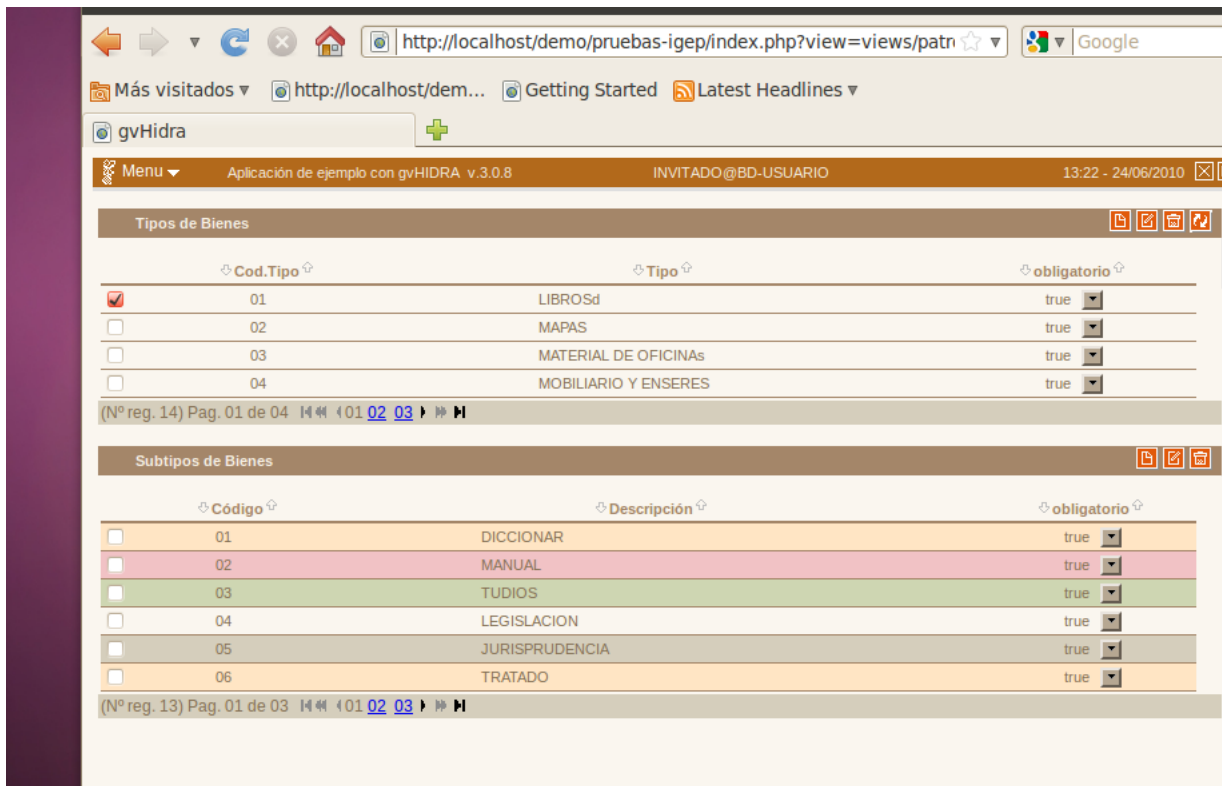 http://localhost/demo/pruebas-igep/index.php?view=views/patr
Google
Más visitados
http://localhost/dem...
Getting Started
Latest Headlines
gvHidra
Menu
Aplicación de ejemplo con gvHIDRA v.3.0.8
INVITADO@BD-USUARIO
13:22 - 24/06/2010
Tipos de Bienes
Cod.Tipo Tipo obligatorio
01 LIBROSd true
02 MAPAS true
03 MATERIAL DE OFICINAs true
04 MOBILIARIO Y ENSERES true
(Nº reg. 14) Pag. 01 de 04 01 02 03
Subtipos de Bienes
Código Descripción obligatorio
01 DICCIONAR true
02 MANUAL true
03 TUDIOS true
04 LEGISLACION true
05 JURISPRUDENCIA true
06 TRATADO true
(Nº reg. 13) Pag. 01 de 03 01 02 03